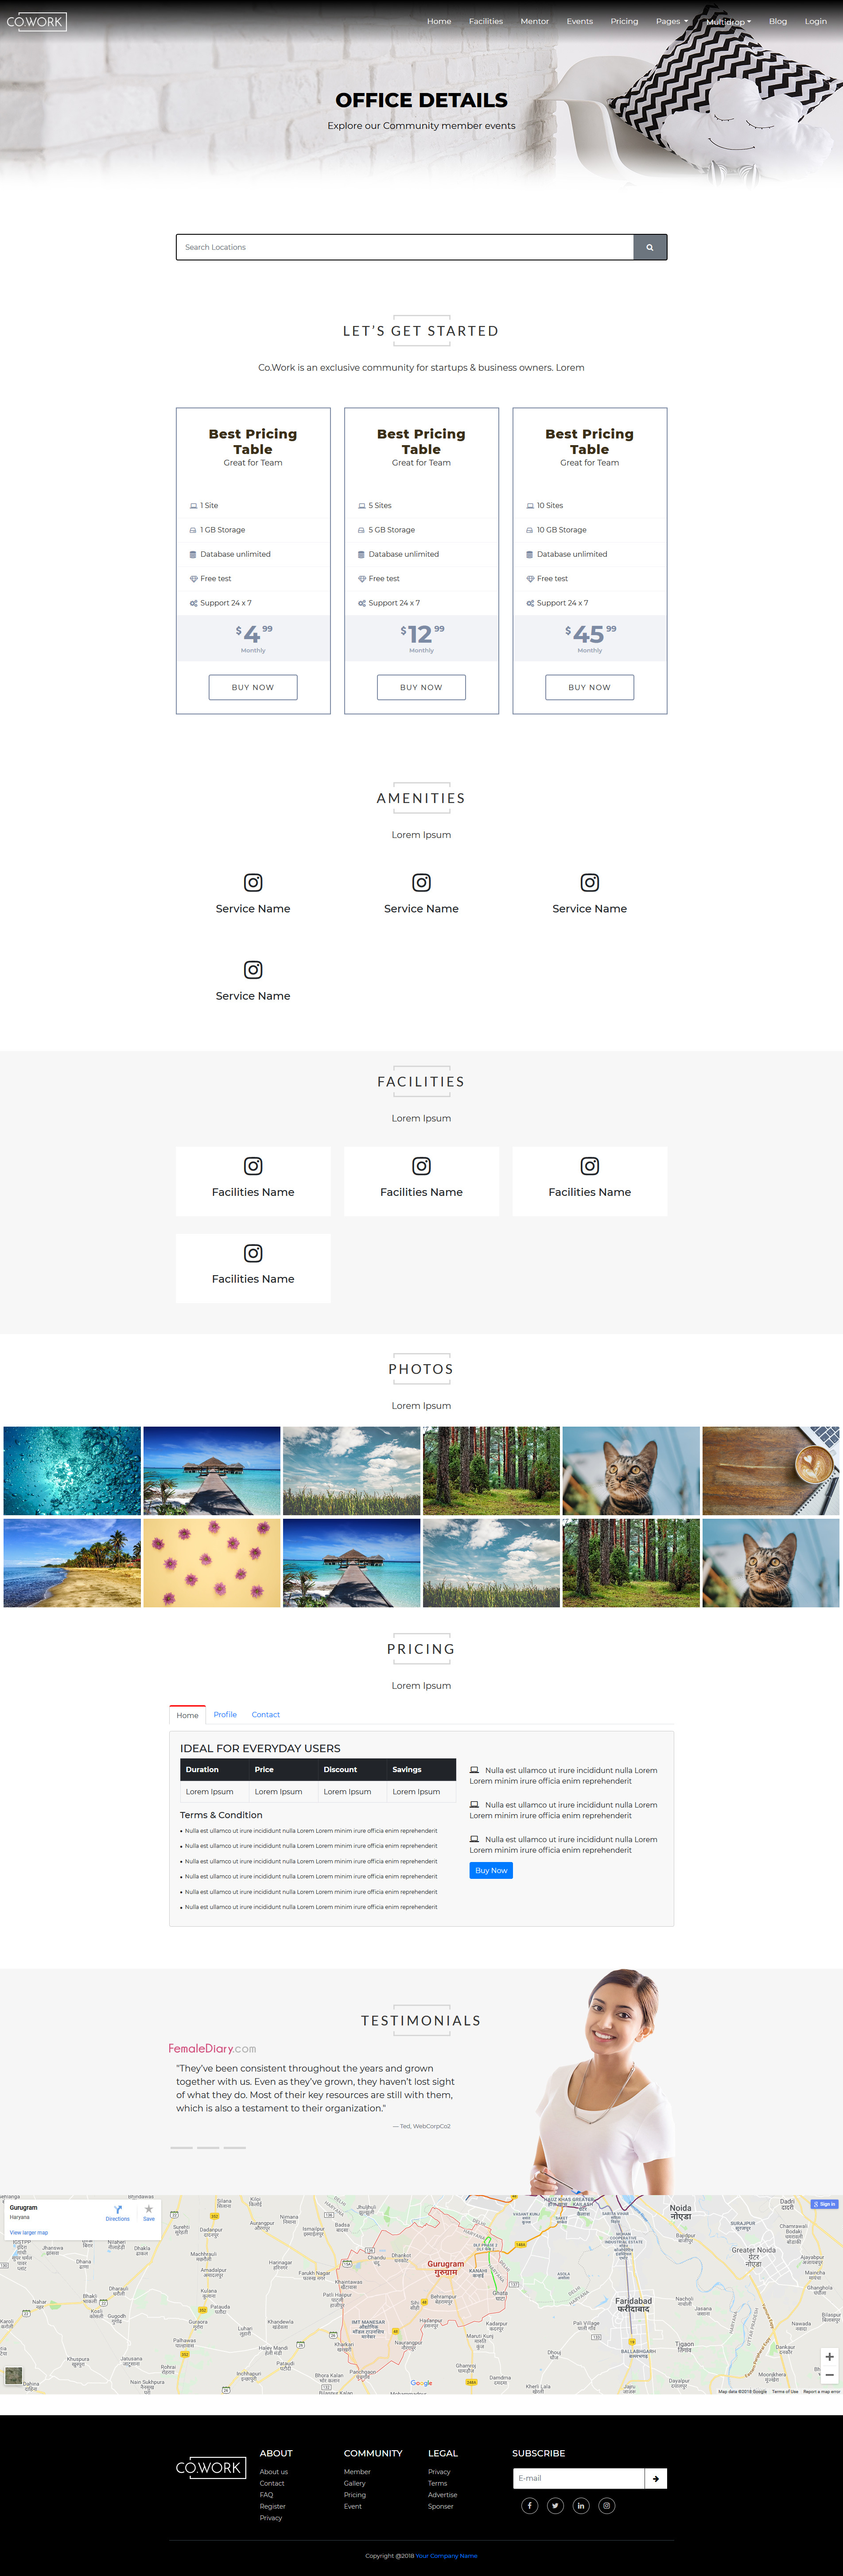 CO.WORK
Home Facilities Mentor Events Pricing Pages Multidrop Blog Login
OFFICE DETAILS
Explore our Community member events
Search Locations
LET'S GET STARTED
Co.Work is an exclusive community for startups & business owners. Lorem
Best Pricing Table
Great for Team
1 Site
1 GB Storage
Database unlimited
Free test
Support 24 x 7
$4 99
Monthly
BUY NOW
Best Pricing Table
Great for Team
5 Sites
5 GB Storage
Database unlimited
Free test
Support 24 x 7
$12 99
Monthly
BUY NOW
Best Pricing Table
Great for Team
10 Sites
10 GB Storage
Database unlimited
Free test
Support 24 x 7
$45 99
Monthly
BUY NOW
AMENITIES
Lorem Ipsum
Service Name
Service Name
Service Name
Service Name
FACILITIES
Lorem Ipsum
Facilities Name
Facilities Name
Facilities Name
Facilities Name
PHOTOS
Lorem Ipsum
PRICING
Lorem Ipsum
Home Profile Contact
IDEAL FOR EVERYDAY USERS
Duration Price Discount Savings
Lorem Ipsum Lorem Ipsum Lorem Ipsum Lorem Ipsum
Terms & Condition
Nulla est ullamco ut irure incididunt nulla Lorem Lorem minim irure officia enim reprehenderit
Nulla est ullamco ut irure incididunt nulla Lorem Lorem minim irure officia enim reprehenderit
Nulla est ullamco ut irure incididunt nulla Lorem Lorem minim irure officia enim reprehenderit
Nulla est ullamco ut irure incididunt nulla Lorem Lorem minim irure officia enim reprehenderit
Nulla est ullamco ut irure incididunt nulla Lorem Lorem minim irure officia enim reprehenderit
Nulla est ullamco ut irure incididunt nulla Lorem Lorem minim irure officia enim reprehenderit
Nulla est ullamco ut irure incididunt nulla Lorem
Lorem minim irure officia enim reprehenderit
Nulla est ullamco ut irure incididunt nulla Lorem
Lorem minim irure officia enim reprehenderit
Nulla est ullamco ut irure incididunt nulla Lorem
Lorem minim irure officia enim reprehenderit
Buy Now
TESTIMONIALS
FemaleDiary.com
"They've been consistent throughout the years and grown
together with us. Even as they've grown, they haven't lost sight
of what they do. Most of their key resources are still with them,
which is also a testament to their organization."
— Ted, WebCorpCo2
Gurugram
Haryana
Directions Save
View larger map
Sign in
Gurugram
गुरुग्राम
Noida
नोएडा
Greater Noida
ग्रेटर
नोएडा
Faridabad
फरीदाबाद
Google
Map data ©2018 Google Terms of Use Report a map error
CO.WORK
ABOUT
About us
Contact
FAQ
Register
Privacy
COMMUNITY
Member
Gallery
Pricing
Event
LEGAL
Privacy
Terms
Advertise
Sponser
SUBSCRIBE
E-mail
Copyright @2018 Your Company Name